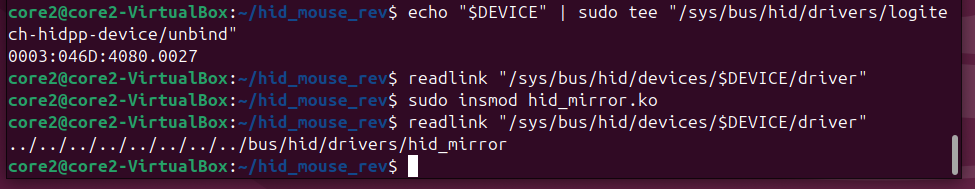 core2@core2-VirtualBox:~/hid_mouse_rev$ echo "$DEVICE" | sudo tee "/sys/bus/hid/drivers/logite
ch-hidpp-device/unbind"
0003:046D:4080.0027
core2@core2-VirtualBox:~/hid_mouse_rev$ readlink "/sys/bus/hid/devices/$DEVICE/driver"
core2@core2-VirtualBox:~/hid_mouse_rev$ sudo insmod hid_mirror.ko
core2@core2-VirtualBox:~/hid_mouse_rev$ readlink "/sys/bus/hid/devices/$DEVICE/driver"
../../../../../../../../bus/hid/drivers/hid_mirror
core2@core2-VirtualBox:~/hid_mouse_rev$